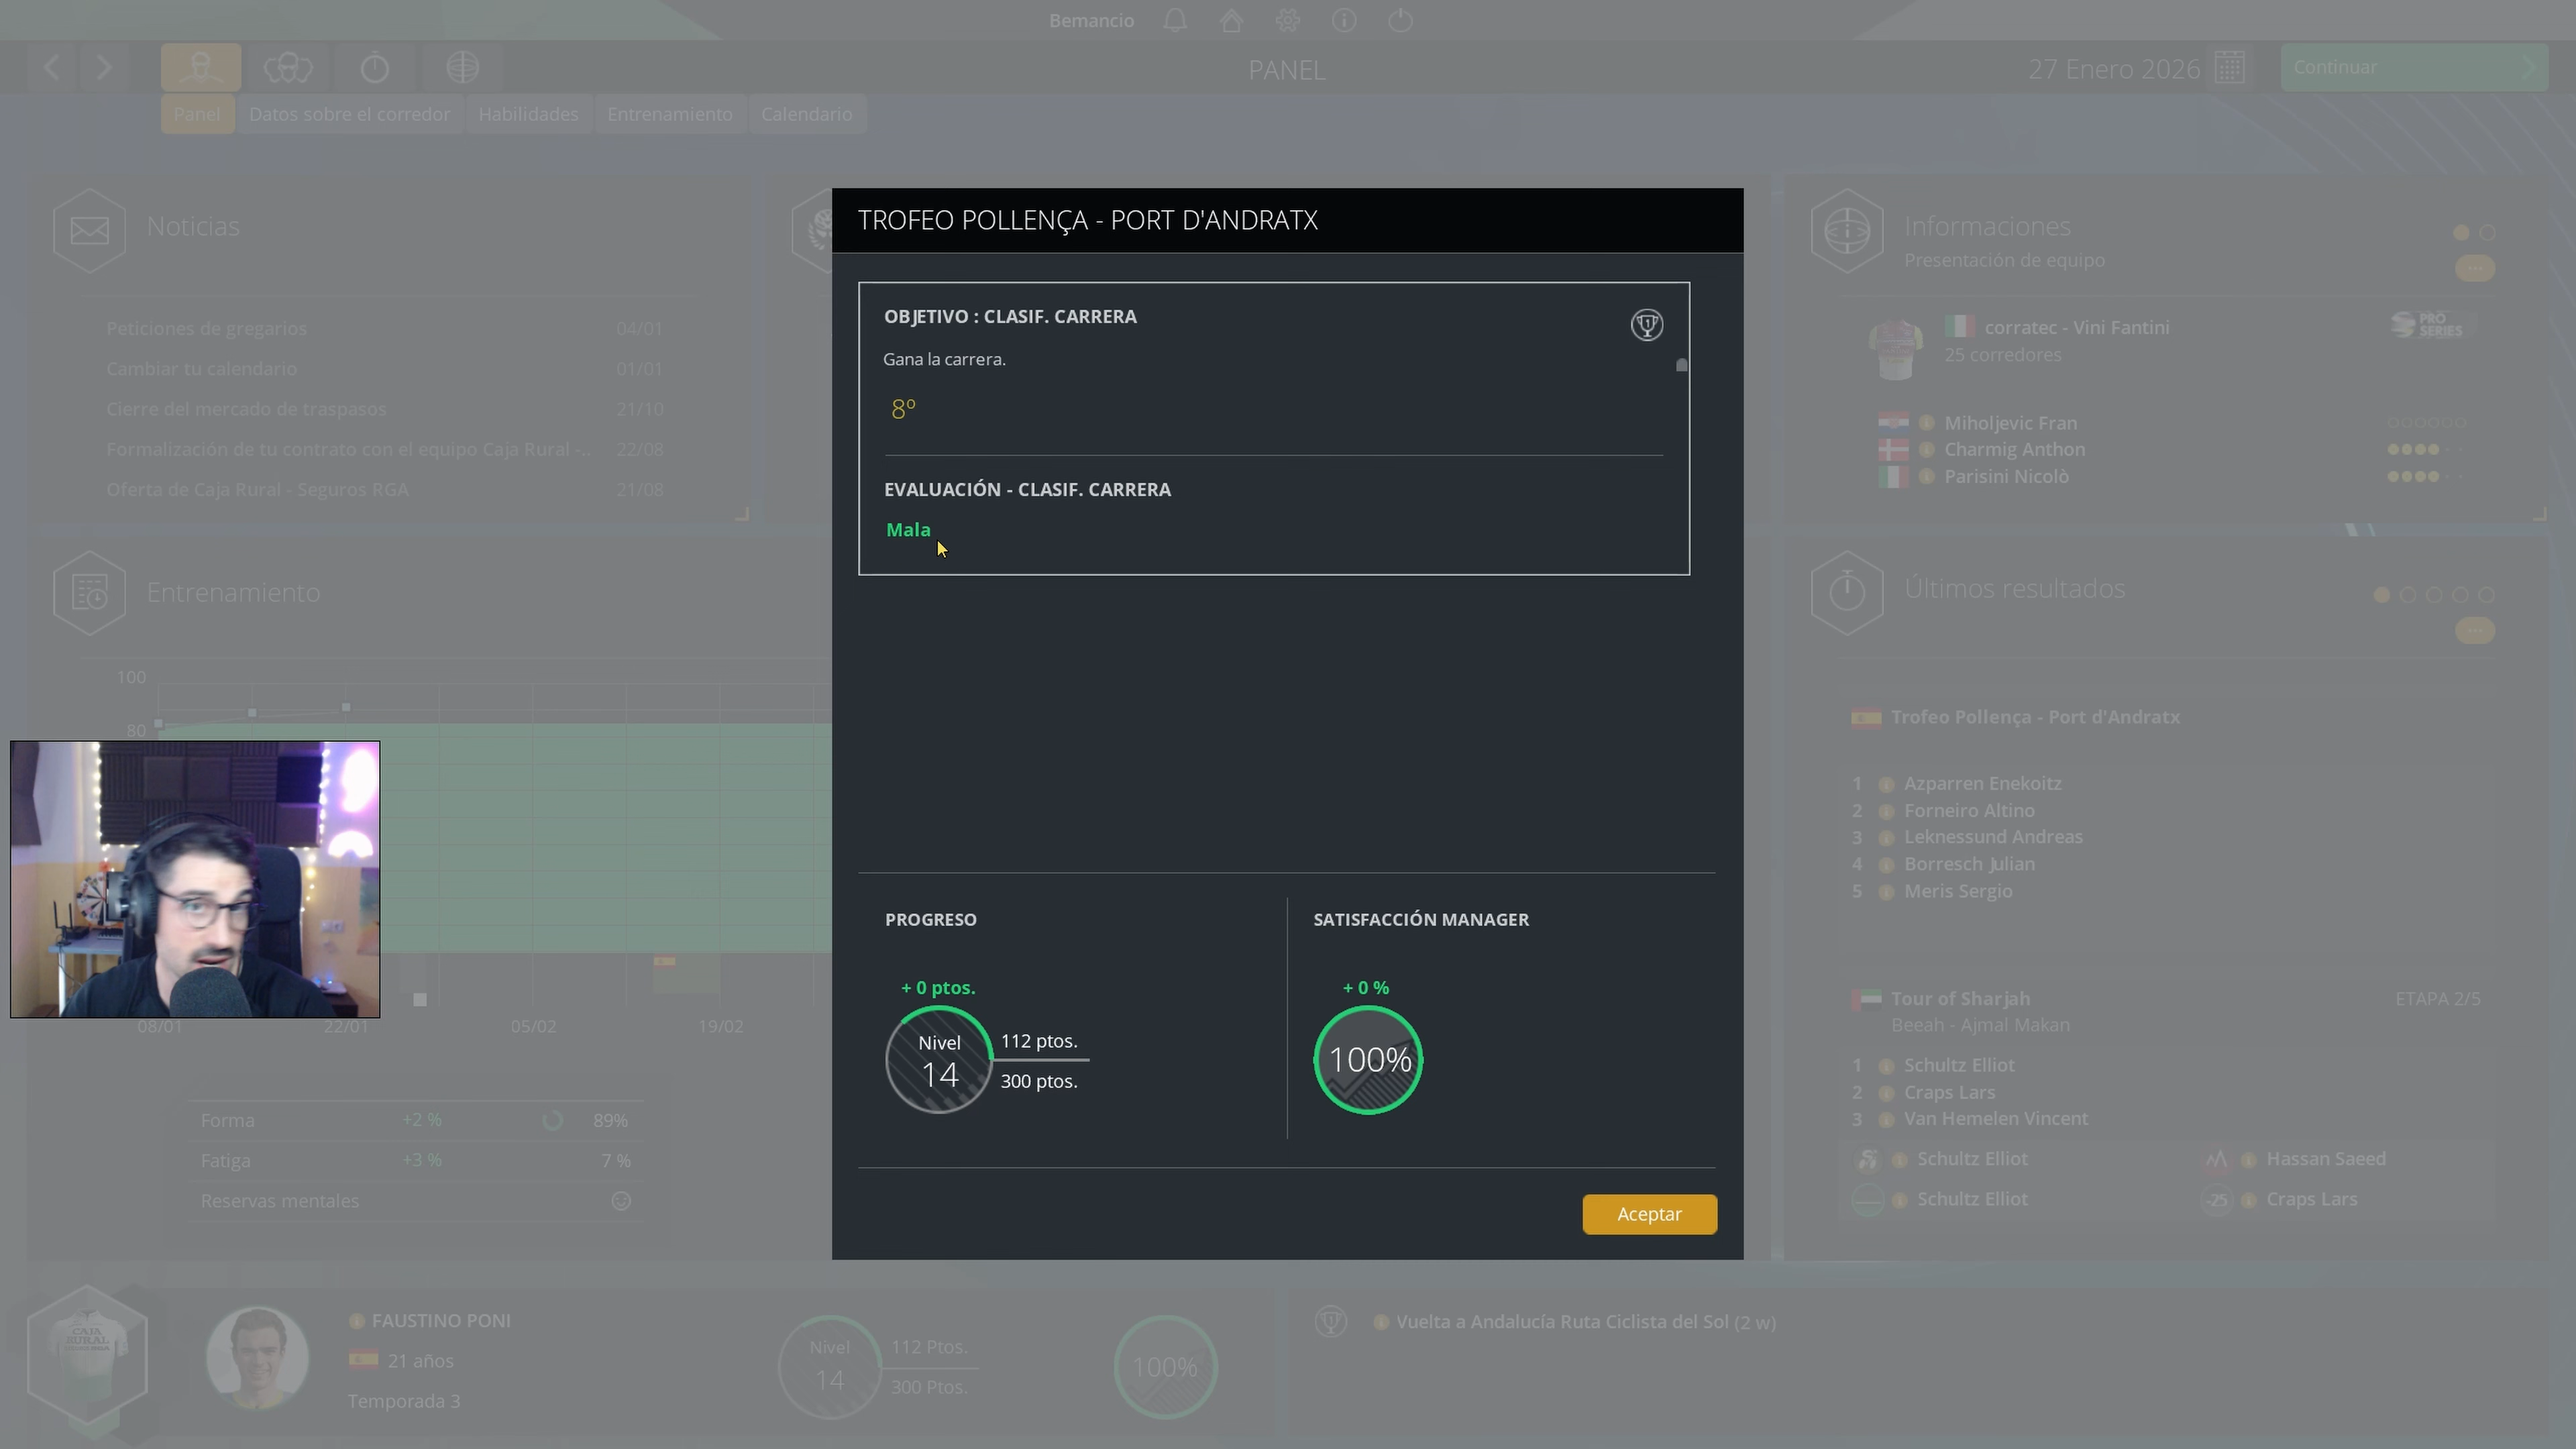 Bemancio
PANEL
27 Enero 2026
Continuar
Panel
Datos sobre el corredor
Habilidades
Entrenamiento
Calendario
Noticias
Peticiones de gregarios 04/01
Cambiar tu calendario 01/01
Cierre del mercado de traspasos 21/10
Formalización de tu contrato con el equipo Caja Rural -.. 22/08
Oferta de Caja Rural - Seguros RGA 21/08
TROFEO POLLENÇA - PORT D'ANDRATX
OBJETIVO : CLASIF. CARRERA
Gana la carrera.
8º
EVALUACIÓN - CLASIF. CARRERA
Mala
PROGRESO
+ 0 ptos.
Nivel
14
112 ptos.
300 ptos.
SATISFACCIÓN MANAGER
+ 0 %
100%
Aceptar
Informaciones
Presentación de equipo
corratec - Vini Fantini
25 corredores
PRO
SERIES
Miholjevic Fran
Charmig Anthon
Parisini Nicolò
Entrenamiento
100
80
08/01
22/01
05/02
19/02
Forma +2 % 89%
Fatiga +3 % 7 %
Reservas mentales
Últimos resultados
Trofeo Pollença - Port d'Andratx
1 Azparren Enekoitz
2 Forneiro Altino
3 Leknessund Andreas
4 Borresch Julian
5 Meris Sergio
Tour of Sharjah ETAPA 2/5
Beeah - Ajmal Makan
1 Schultz Elliot
2 Craps Lars
3 Van Hemelen Vincent
Schultz Elliot
Hassan Saeed
Schultz Elliot
-25 Craps Lars
CAJA
RURAL
FAUSTINO PONI
21 años
Temporada 3
Nivel
14
112 Ptos.
300 Ptos.
100%
Vuelta a Andalucía Ruta Ciclista del Sol (2 w)